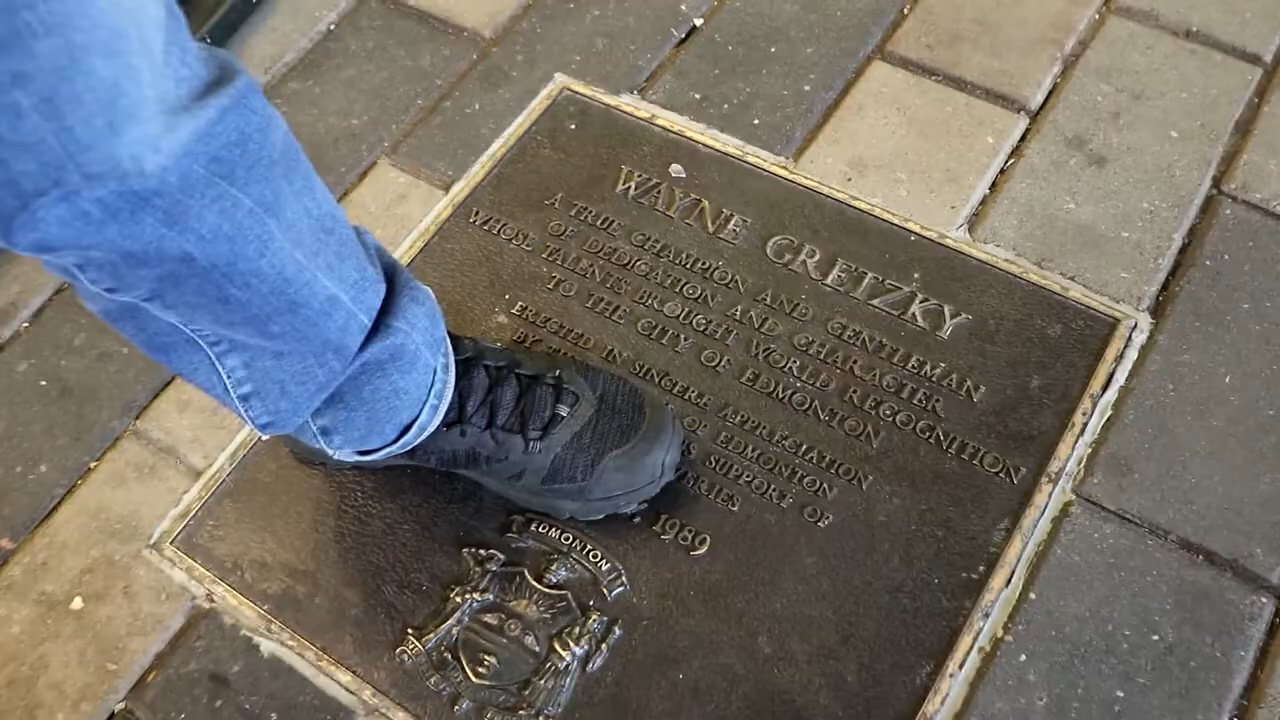 WAYNE GRETZKY
A TRUE CHAMPION AND GENTLEMAN
OF DEDICATION AND CHARACTER
WHOSE TALENTS BROUGHT WORLD RECOGNITION
TO THE CITY OF EDMONTON
ERECTED IN SINCERE APPRECIATION
BY OF EDMONTON
SUPPORT OF
1989
EDMONTON